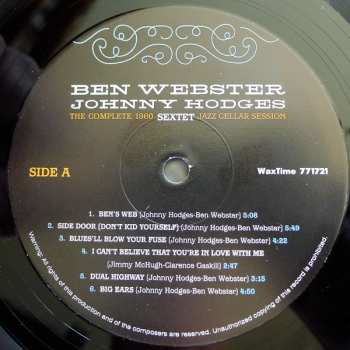 BEN WEBSTER
JOHNNY HODGES
THE COMPLETE 1960 SEXTET JAZZ CELLAR SESSION
SIDE A
WaxTime 771721
1. BEN'S WEB (Johnny Hodges-Ben Webster) 5:08
2. SIDE DOOR (DON'T KID YOURSELF) (Johnny Hodges-Ben Webster) 5:49
3. BLUES'LL BLOW YOUR FUSE (Johnny Hodges-Ben Webster) 4:22
4. I CAN'T BELIEVE THAT YOU'RE IN LOVE WITH ME
(Jimmy McHugh-Clarence Gaskill) 2:47
5. DUAL HIGHWAY (Johnny Hodges-Ben Webster) 3:15
6. BIG EARS (Johnny Hodges-Ben Webster) 4:50
Warning: All rights of this production and of the composers are reserved. Unauthorized copying of this record is prohibited.